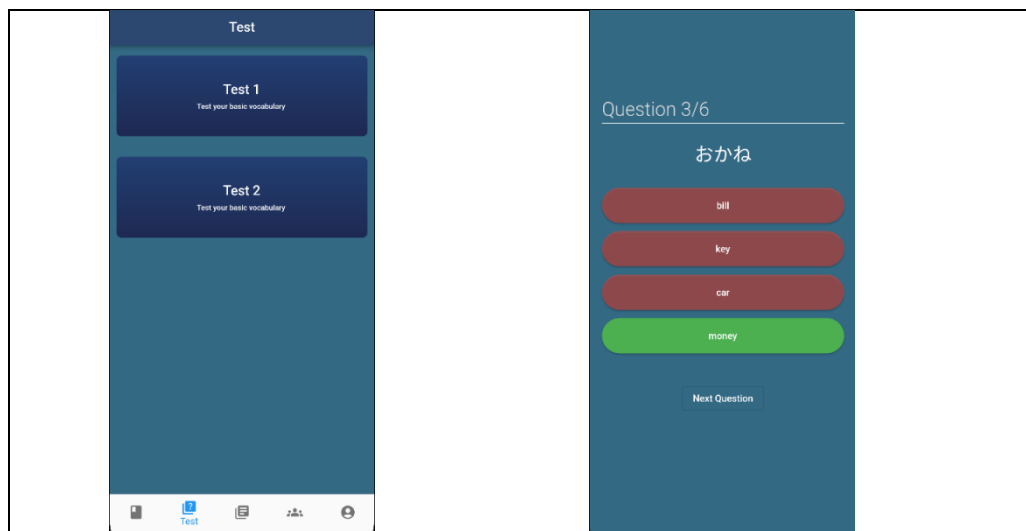 Test
Test 1
Test your basic vocabulary
Test 2
Test your basic vocabulary
Test
Question 3/6
おかね
bill
key
car
money
Next Question